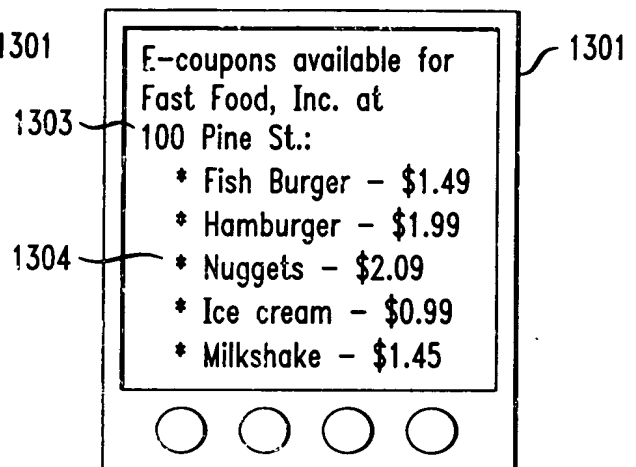 1301
1301
E-coupons available for
Fast Food, Inc. at
1303
100 Pine St.:
* Fish Burger – $1.49
* Hamburger – $1.99
1304
* Nuggets – $2.09
* Ice cream – $0.99
* Milkshake – $1.45